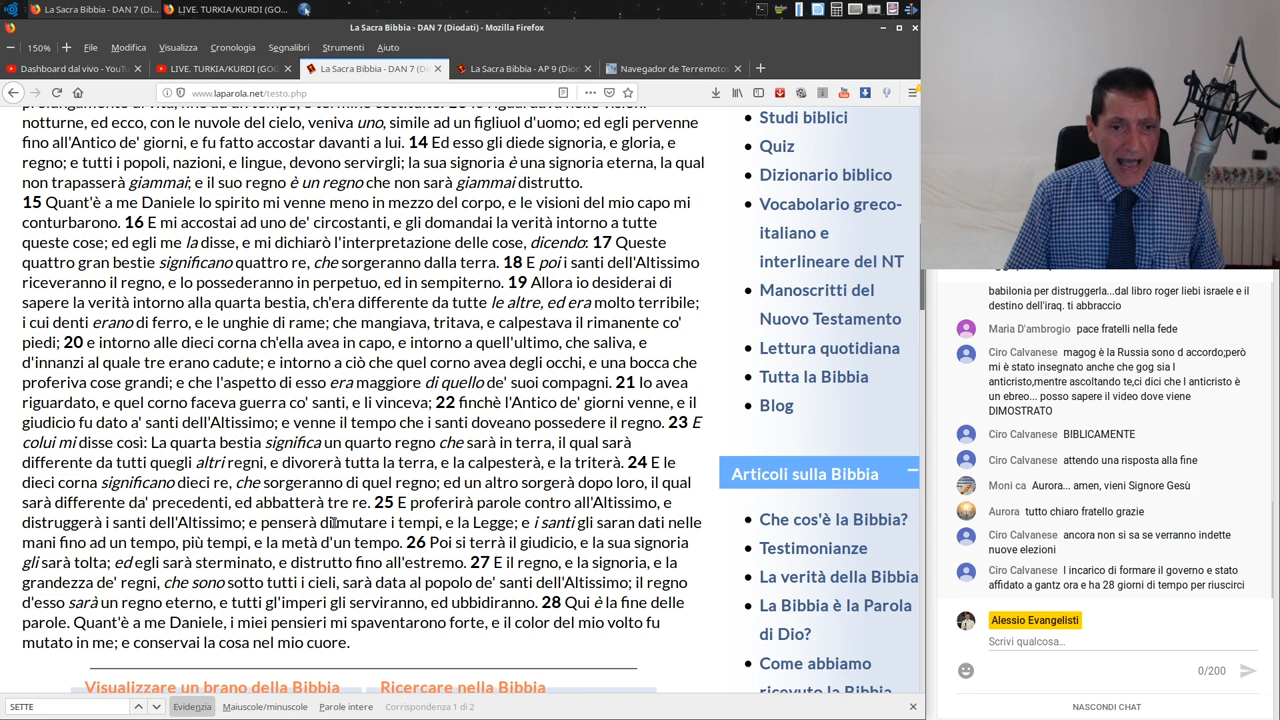 La Sacra Bibbia - DAN 7 (Di...
LIVE. TURKIA/KURDI (GO...
La Sacra Bibbia - DAN 7 (Diodati) - Mozilla Firefox
150%
File
Modifica
Visualizza
Cronologia
Segnalibri
Strumenti
Aiuto
Dashboard dal vivo - YouTu
LIVE. TURKIA/KURDI (GOG
La Sacra Bibbia - DAN 7 (Di
La Sacra Bibbia - AP 9 (Diod
Navegador de Terremotos
www.laparola.net/testo.php
notturne, ed ecco, con le nuvole del cielo, veniva uno, simile ad un figliuol d'uomo; ed egli pervenne
fino all'Antico de' giorni, e fu fatto accostar davanti a lui. 14 Ed esso gli diede signoria, e gloria, e
regno; e tutti i popoli, nazioni, e lingue, devono servirgli; la sua signoria è una signoria eterna, la qual
non trapasserà giammai; e il suo regno è un regno che non sarà giammai distrutto.
15 Quant'è a me Daniele lo spirito mi venne meno in mezzo del corpo, e le visioni del mio capo mi
conturbarono. 16 E mi accostai ad uno de' circostanti, e gli domandai la verità intorno a tutte
queste cose; ed egli me la disse, e mi dichiarò l'interpretazione delle cose, dicendo: 17 Queste
quattro gran bestie significano quattro re, che sorgeranno dalla terra. 18 E poi i santi dell'Altissimo
riceveranno il regno, e lo possederanno in perpetuo, ed in sempiterno. 19 Allora io desiderai di
sapere la verità intorno alla quarta bestia, ch'era differente da tutte le altre, ed era molto terribile;
i cui denti erano di ferro, e le unghie di rame; che mangiava, tritava, e calpestava il rimanente co'
piedi; 20 e intorno alle dieci corna ch'ella avea in capo, e intorno a quell'ultimo, che saliva, e
d'innanzi al quale tre erano cadute; e intorno a ciò che quel corno avea degli occhi, e una bocca che
proferiva cose grandi; e che l'aspetto di esso era maggiore di quello de' suoi compagni. 21 Io avea
riguardato, e quel corno faceva guerra co' santi, e li vinceva; 22 finchè l'Antico de' giorni venne, e il
giudicio fu dato a' santi dell'Altissimo; e venne il tempo che i santi doveano possedere il regno. 23 E
colui mi disse così: La quarta bestia significa un quarto regno che sarà in terra, il qual sarà
differente da tutti quegli altri regni, e divorerà tutta la terra, e la calpesterà, e la triterà. 24 E le
dieci corna significano dieci re, che sorgeranno di quel regno; ed un altro sorgerà dopo loro, il qual
sarà differente da' precedenti, ed abbatterà tre re. 25 E proferirà parole contro all'Altissimo, e
distruggerà i santi dell'Altissimo; e penserà di mutare i tempi, e la Legge; e i santi gli saran dati nelle
mani fino ad un tempo, più tempi, e la metà d'un tempo. 26 Poi si terrà il giudicio, e la sua signoria
gli sarà tolta; ed egli sarà sterminato, e distrutto fino all'estremo. 27 E il regno, e la signoria, e la
grandezza de' regni, che sono sotto tutti i cieli, sarà data al popolo de' santi dell'Altissimo; il regno
d'esso sarà un regno eterno, e tutti gl'imperi gli serviranno, ed ubbidiranno. 28 Qui è la fine delle
parole. Quant'è a me Daniele, i miei pensieri mi spaventarono forte, e il color del mio volto fu
mutato in me; e conservai la cosa nel mio cuore.
Visualizzare un brano della Bibbia
Ricercare nella Bibbia
Studi biblici
Quiz
Dizionario biblico
Vocabolario greco-
italiano e
interlineare del NT
Manoscritti del
Nuovo Testamento
Lettura quotidiana
Tutta la Bibbia
Blog
Articoli sulla Bibbia
Che cos'è la Bibbia?
Testimonianze
La verità della Bibbia
La Bibbia è la Parola
di Dio?
Come abbiamo
ricevuto la Bibbia
SETTE
Evidenzia
Maiuscole/minuscole
Parole intere
Corrispondenza 1 di 2
babilonia per distruggerla...dal libro roger liebi israele e il
destino dell'iraq. ti abbraccio
Maria D'ambrogio pace fratelli nella fede
Ciro Calvanese magog è la Russia sono d accordo;però
mi è stato insegnato anche che gog sia l
anticristo,mentre ascoltando te,ci dici che l anticristo è
un ebreo... posso sapere il video dove viene
DIMOSTRATO
Ciro Calvanese BIBLICAMENTE
Ciro Calvanese attendo una risposta alla fine
Moni ca Aurora... amen, vieni Signore Gesù
Aurora tutto chiaro fratello grazie
Ciro Calvanese ancora non si sa se verranno indette
nuove elezioni
Ciro Calvanese l incarico di formare il governo e stato
affidato a gantz ora e ha 28 giorni di tempo per riuscirci
Alessio Evangelisti
Scrivi qualcosa...
0/200
NASCONDI CHAT